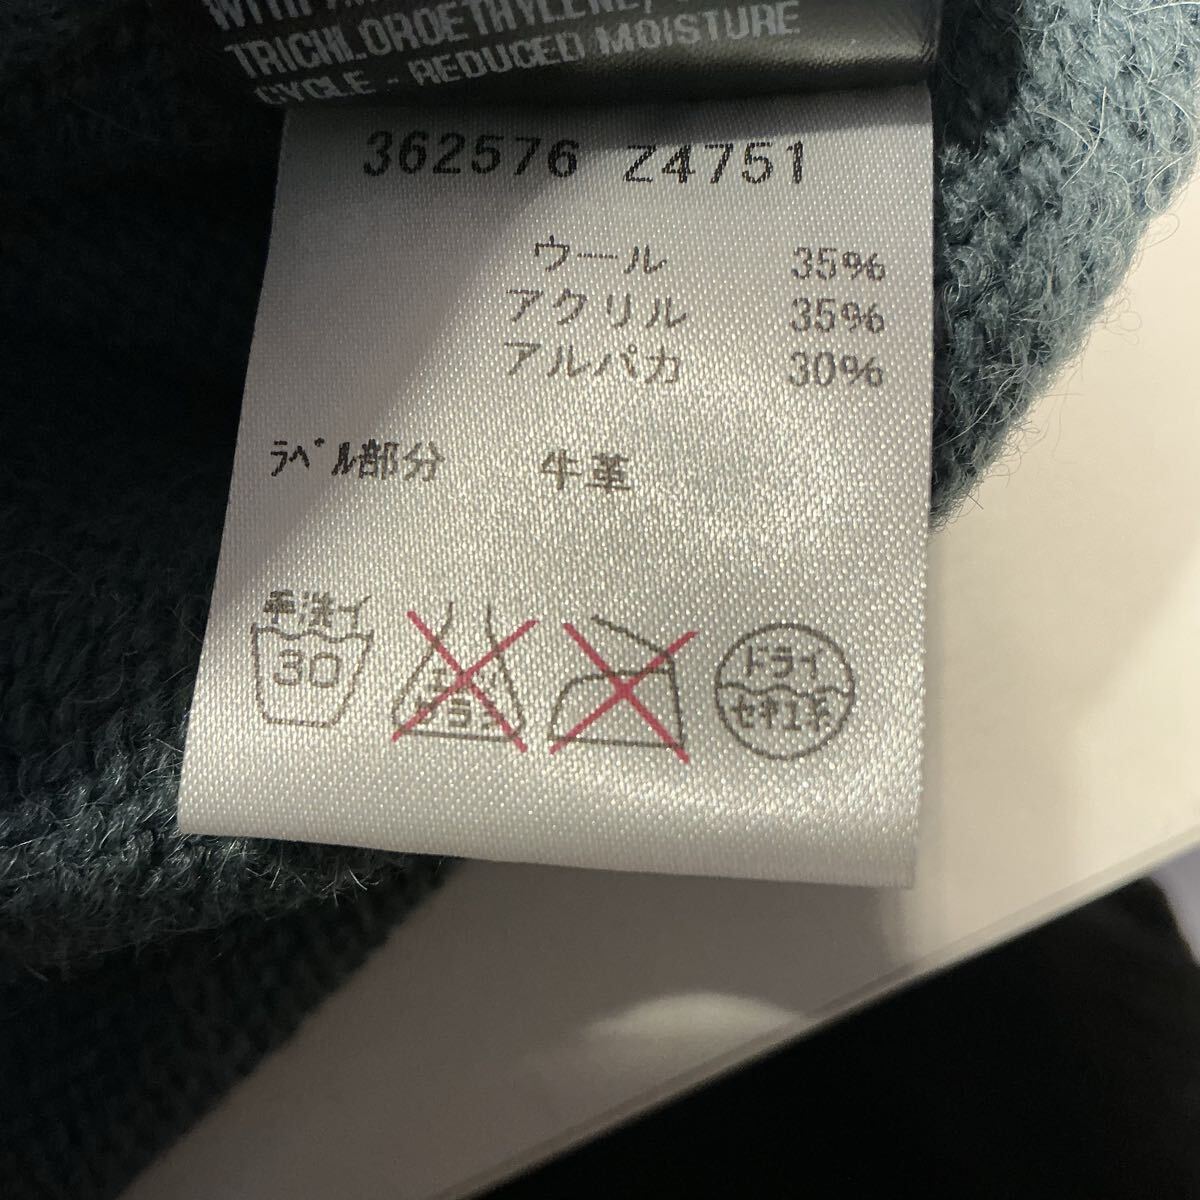 TRICHLOROETHYLENE,
CYCLE - REDUCED MOISTURE
362576 Z4751
ウール 35%
アクリル 35%
アルパカ 30%
ラベル部分 牛革
手洗イ
30
ドライ
セキユ系